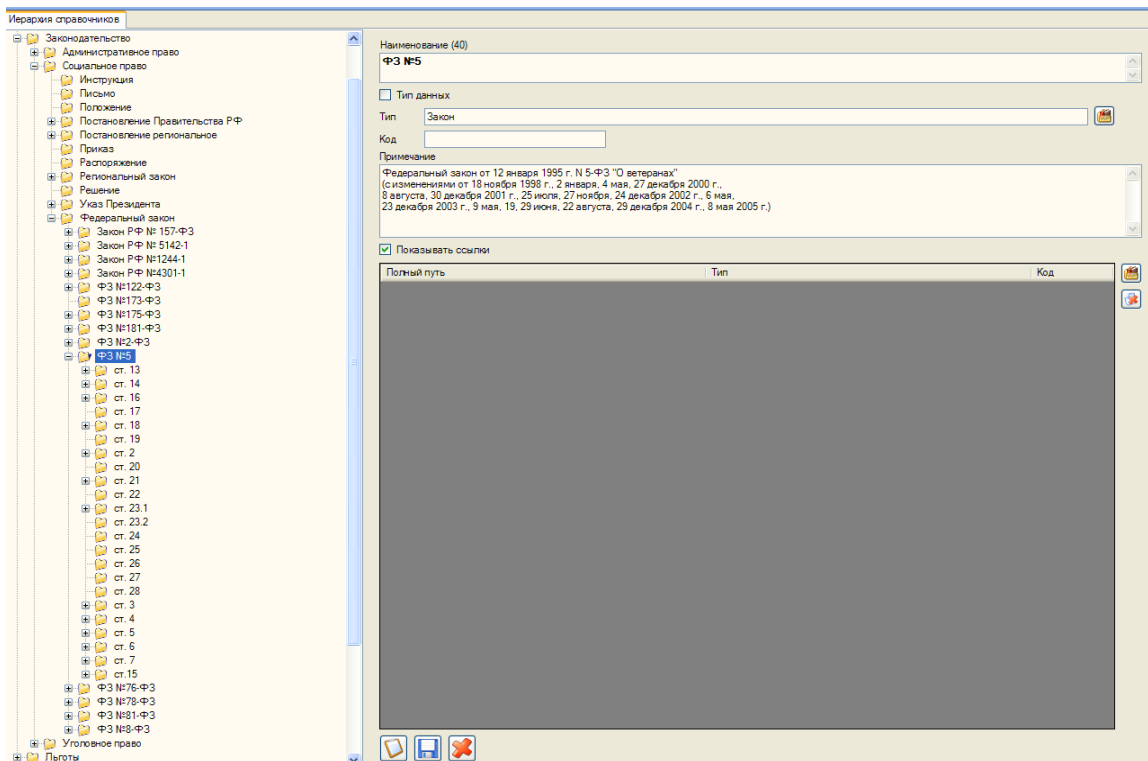 Иерархия справочников
Законодательство
Административное право
Социальное право
Инструкция
Письмо
Положение
Постановление Правительства РФ
Постановление региональное
Приказ
Распоряжение
Региональный закон
Решение
Указ Президента
Федеральный закон
Закон РФ № 157-ФЗ
Закон РФ № 5142-1
Закон РФ №1244-1
Закон РФ №4301-1
ФЗ №122-ФЗ
ФЗ №173-ФЗ
ФЗ №175-ФЗ
ФЗ №181-ФЗ
ФЗ №2-ФЗ
ФЗ №5
ст. 13
ст. 14
ст. 16
ст. 17
ст. 18
ст. 19
ст. 2
ст. 20
ст. 21
ст. 22
ст. 23.1
ст. 23.2
ст. 24
ст. 25
ст. 26
ст. 27
ст. 28
ст. 3
ст. 4
ст. 5
ст. 6
ст. 7
ст.15
ФЗ №76-ФЗ
ФЗ №78-ФЗ
ФЗ №81-ФЗ
ФЗ №8-ФЗ
Уголовное право
Льготы
Наименование (40)
ФЗ №5
Тип данных
Тип Закон
Код
Примечание
Федеральный закон от 12 января 1995 г. N 5-ФЗ "О ветеранах"
(с изменениями от 18 ноября 1998 г., 2 января, 4 мая, 27 декабря 2000 г.,
8 августа, 30 декабря 2001 г., 25 июля, 27 ноября, 24 декабря 2002 г., 6 мая,
23 декабря 2003 г., 9 мая, 19, 29 июня, 22 августа, 29 декабря 2004 г., 8 мая 2005 г.)
Показывать ссылки
Полный путь Тип Код